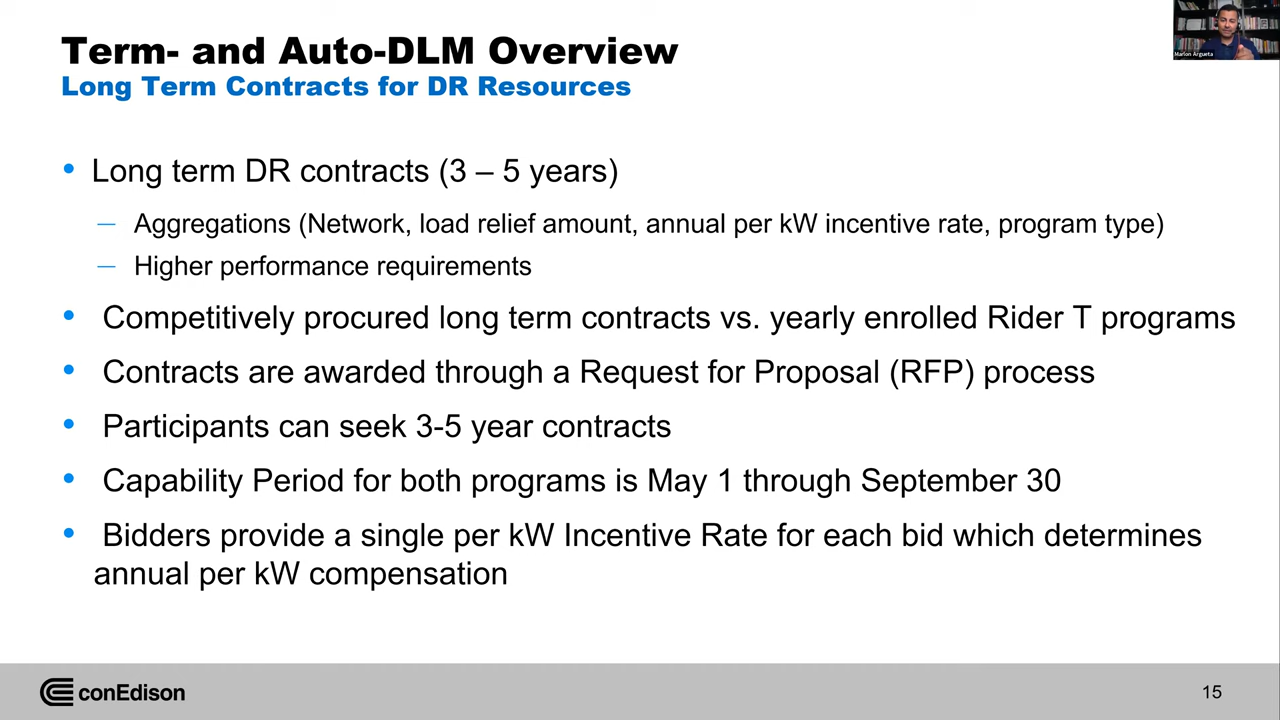 Term- and Auto-DLM Overview
Long Term Contracts for DR Resources
Marlon Argueta
• Long term DR contracts (3 – 5 years)
– Aggregations (Network, load relief amount, annual per kW incentive rate, program type)
– Higher performance requirements
• Competitively procured long term contracts vs. yearly enrolled Rider T programs
• Contracts are awarded through a Request for Proposal (RFP) process
• Participants can seek 3-5 year contracts
• Capability Period for both programs is May 1 through September 30
• Bidders provide a single per kW Incentive Rate for each bid which determines
annual per kW compensation
conEdison
15